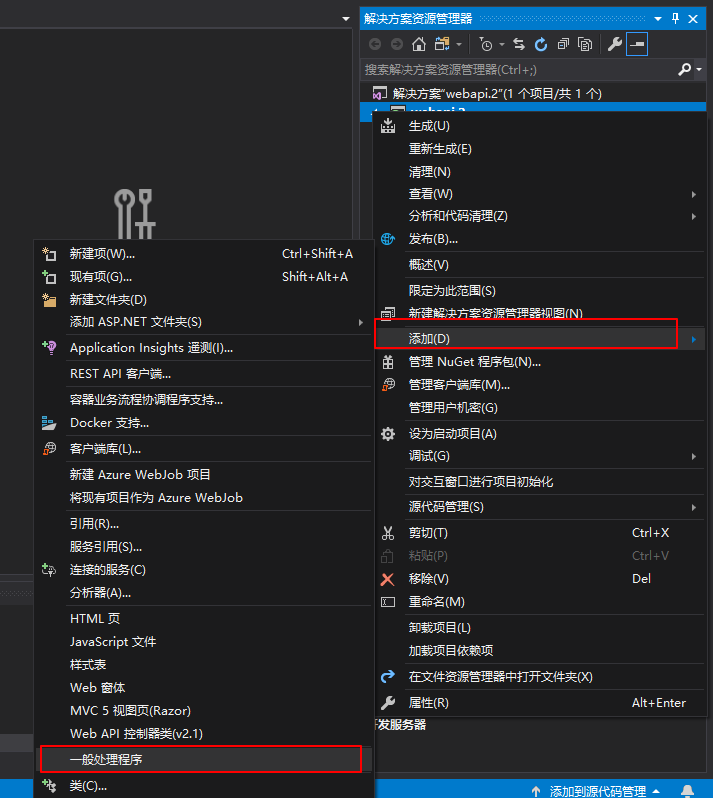 解决方案资源管理器
搜索解决方案资源管理器(Ctrl+;)
解决方案"webapi.2"(1 个项目/共 1 个)
webapi.2
生成(U)
重新生成(E)
清理(N)
查看(W)
分析和代码清理(Z)
发布(B)...
概述(V)
限定为此范围(S)
新建解决方案资源管理器视图(N)
添加(D)
管理 NuGet 程序包(N)...
管理客户端库(M)...
管理用户机密(G)
设为启动项目(A)
调试(G)
对交互窗口进行项目初始化
源代码管理(S)
剪切(T) Ctrl+X
粘贴(P) Ctrl+V
移除(V) Del
重命名(M)
卸载项目(L)
加载项目依赖项
在文件资源管理器中打开文件夹(X)
属性(R) Alt+Enter
新建项(W)... Ctrl+Shift+A
现有项(G)... Shift+Alt+A
新建文件夹(D)
添加 ASP.NET 文件夹(S)
Application Insights 遥测(I)...
REST API 客户端...
容器业务流程协调程序支持...
Docker 支持...
客户端库(L)...
新建 Azure WebJob 项目
将现有项目作为 Azure WebJob
引用(R)...
服务引用(S)...
连接的服务(C)
分析器(A)...
HTML 页
JavaScript 文件
样式表
Web 窗体
MVC 5 视图页(Razor)
Web API 控制器类(v2.1)
一般处理程序
类(C)...
发服务器
添加到源代码管理